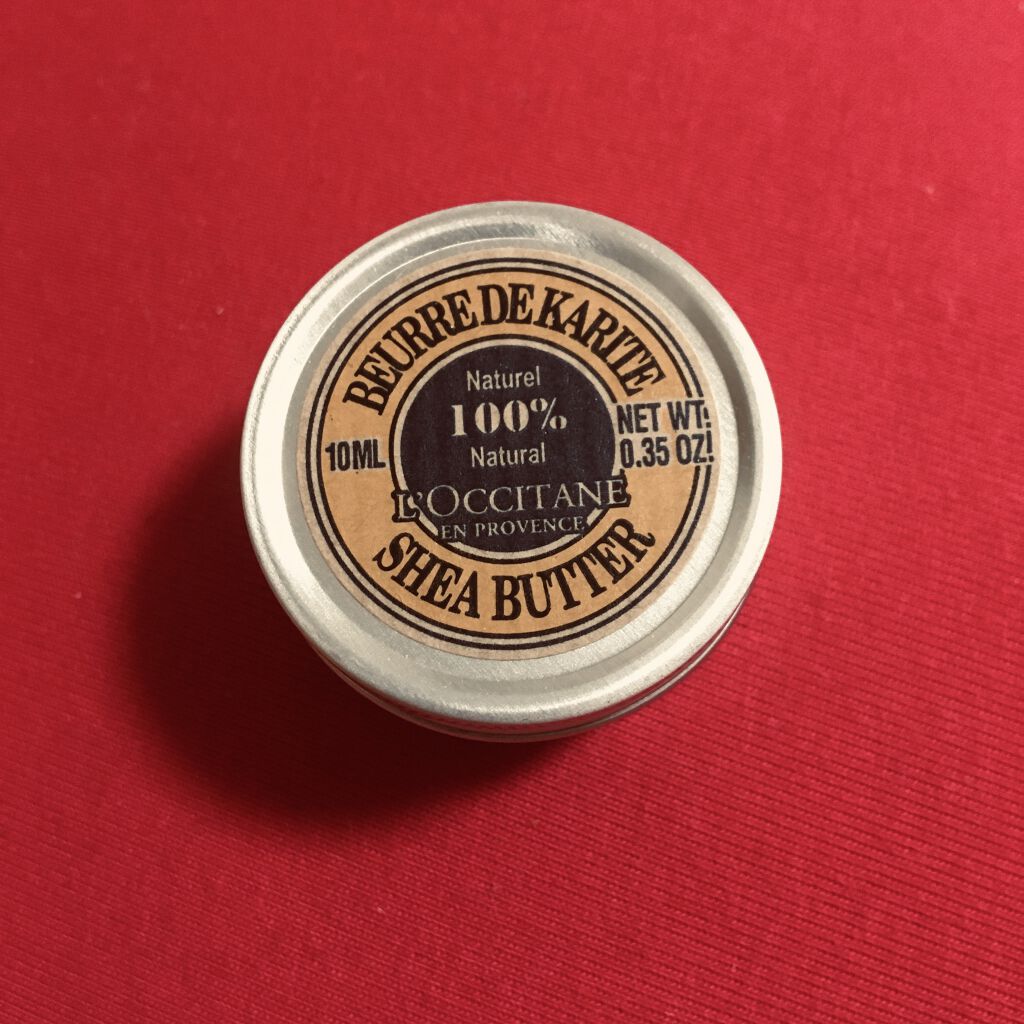 BEURRE DE KARITE
Naturel
100%
Natural
10ML
NET WT:
0.35 OZ.
L'OCCITANE
EN PROVENCE
SHEA BUTTER